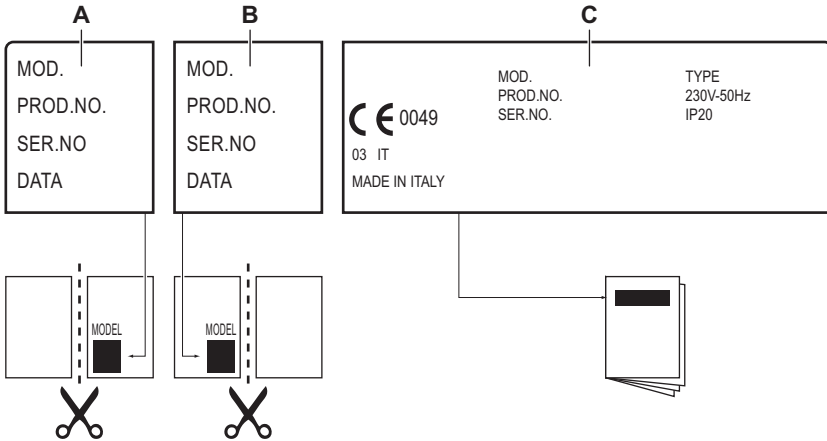 A
B
C
MOD.
PROD.NO.
SER.NO
DATA
MOD.
PROD.NO.
SER.NO
DATA
MOD.
PROD.NO.
SER.NO.
TYPE
230V-50Hz
IP20
CE 0049
03 IT
MADE IN ITALY
MODEL
MODEL